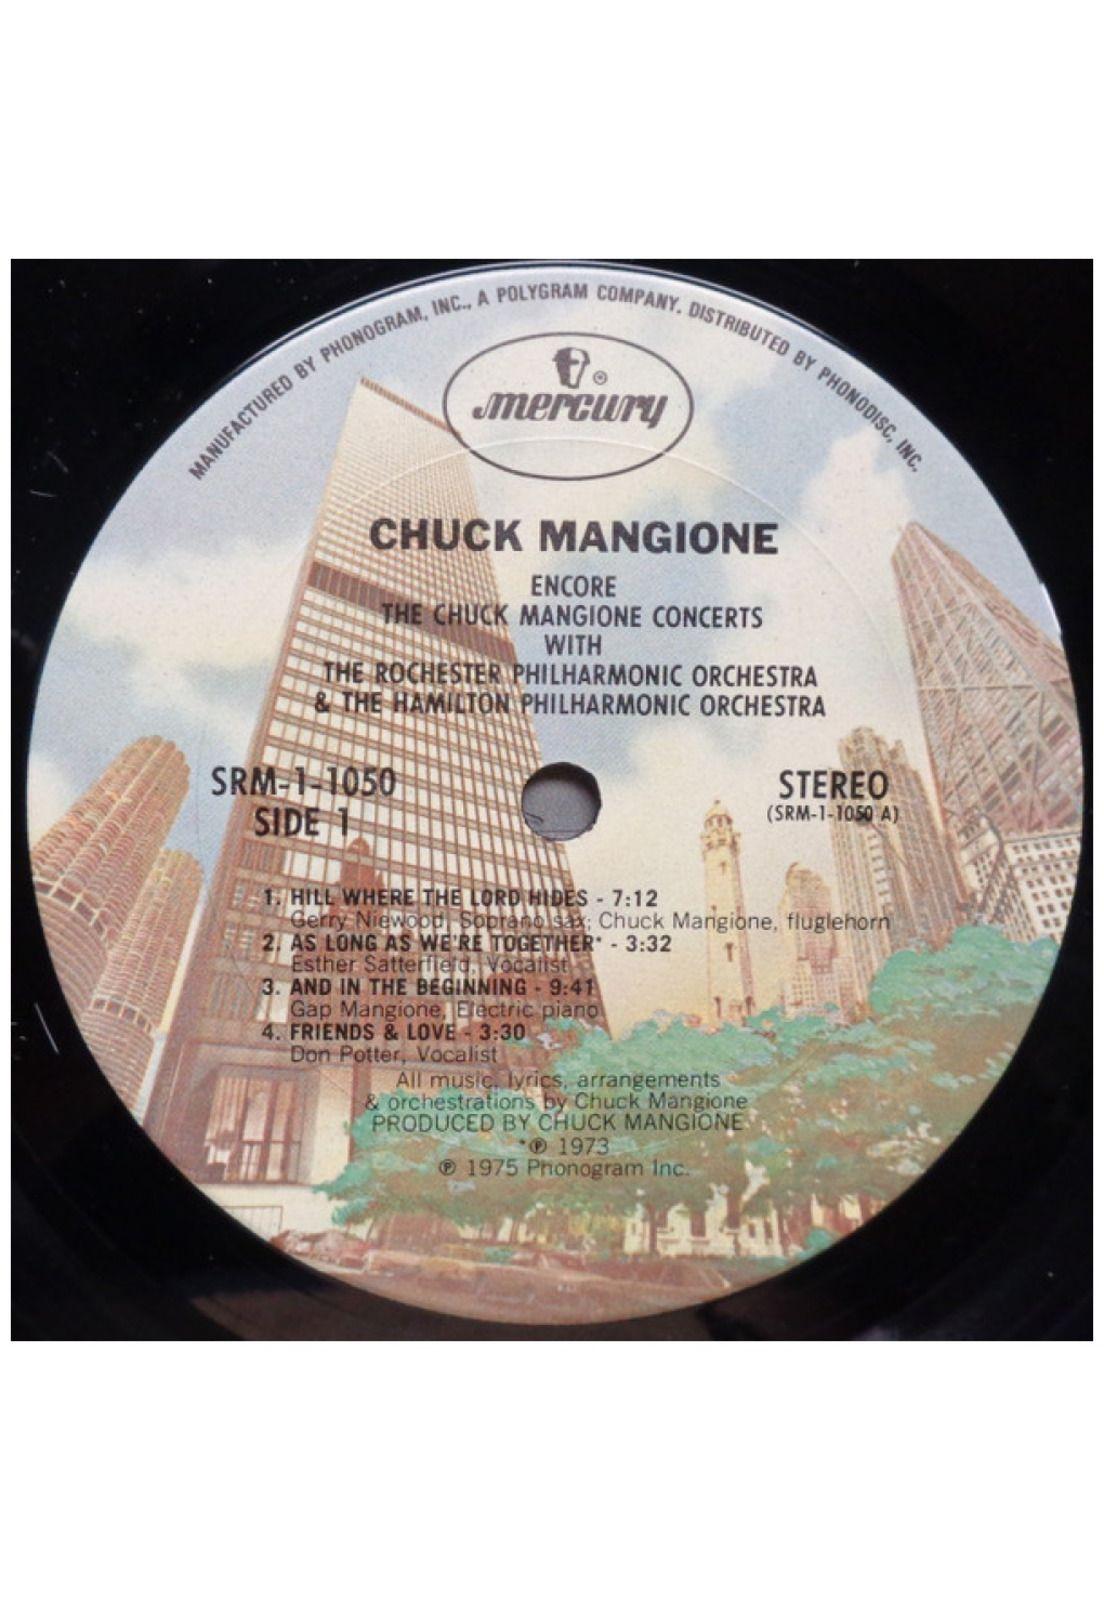 MANUFACTURED BY PHONOGRAM, INC., A POLYGRAM COMPANY. DISTRIBUTED BY PHONODISC, INC.
mercury ®
CHUCK MANGIONE
ENCORE
THE CHUCK MANGIONE CONCERTS
WITH
THE ROCHESTER PHILHARMONIC ORCHESTRA
& THE HAMILTON PHILHARMONIC ORCHESTRA
SRM-1-1050
SIDE 1
STEREO
(SRM-1-1050 A)
1. HILL WHERE THE LORD HIDES - 7:12
Gerry Niewood, Soprano sax; Chuck Mangione, fluglehorn
2. AS LONG AS WE'RE TOGETHER* - 3:32
Esther Satterfield, Vocalist
3. AND IN THE BEGINNING - 9:41
Gap Mangione, Electric piano
4. FRIENDS & LOVE - 3:30
Don Potter, Vocalist
All music, lyrics, arrangements
& orchestrations by Chuck Mangione
PRODUCED BY CHUCK MANGIONE
*℗ 1973
℗ 1975 Phonogram Inc.